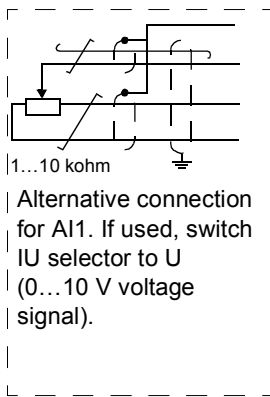 1…10 kohm
Alternative connection
for AI1. If used, switch
IU selector to U
(0…10 V voltage
signal).